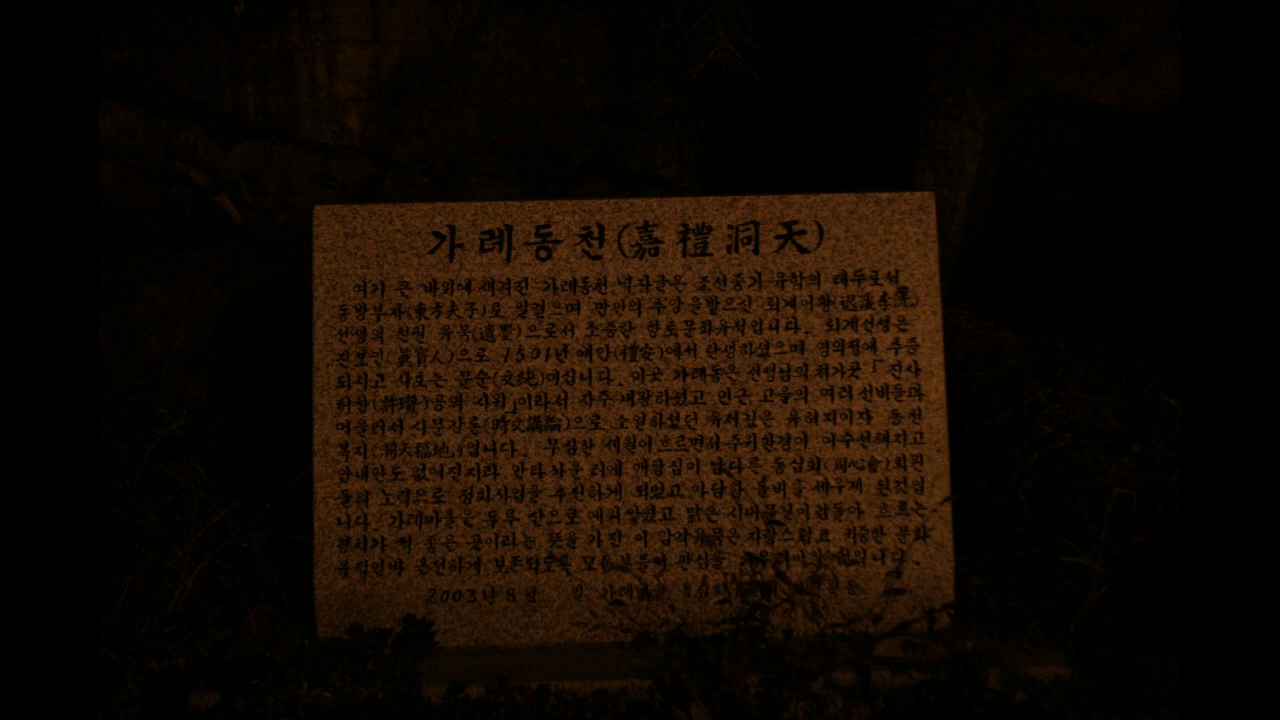 가례동천(嘉禮洞天)
여기 큰 바위에 새겨진 가례동천 넉자글은 조선중기 유학의 태두로서
동방부자(東方夫子)로 일컬으며 만인의 추앙을받으신 퇴계이황(退溪李滉)
선생의 친필 유묵(遺墨)으로서 소중한 향토문화유적입니다. 퇴계선생은
진보인(眞寶人)으로 1501년 예안(禮安)에서 탄생하셨으며 영의정에 추증
되시고 시호는 문순(文純)이십니다. 이곳 가례동은 선생님의 처가곳「진사
허찬(許瓚)공의 사위」이라서 자주 내왕하셨고 인근 고을의 여러 선비들과
어울러서 시문강론(時文講論)으로 소일하셨던 유서깊은 유허지이자 동천
복지(洞天福地)입니다. 무심한 세월이 흐르면서 주위환경이 어수선해지고
안내판도 없어진지라 안타까운 터에 애향심이 남다른 동심회(同心會)회원
들의 노력으로 정화사업을 추진하게 되었고 아담한 돌비를 세우게 된것입
니다. 가례마을은 두루 산으로 에워쌓였고 맑은 시내물길이감돌아 흐르는
경치가 썩 좋은 곳이라는 뜻을 가진 이 암각유묵은 자랑스럽고 귀중한 문화
유적인바 온전하게 보존되도록 모든분들이 관심을
2003년 8월 일